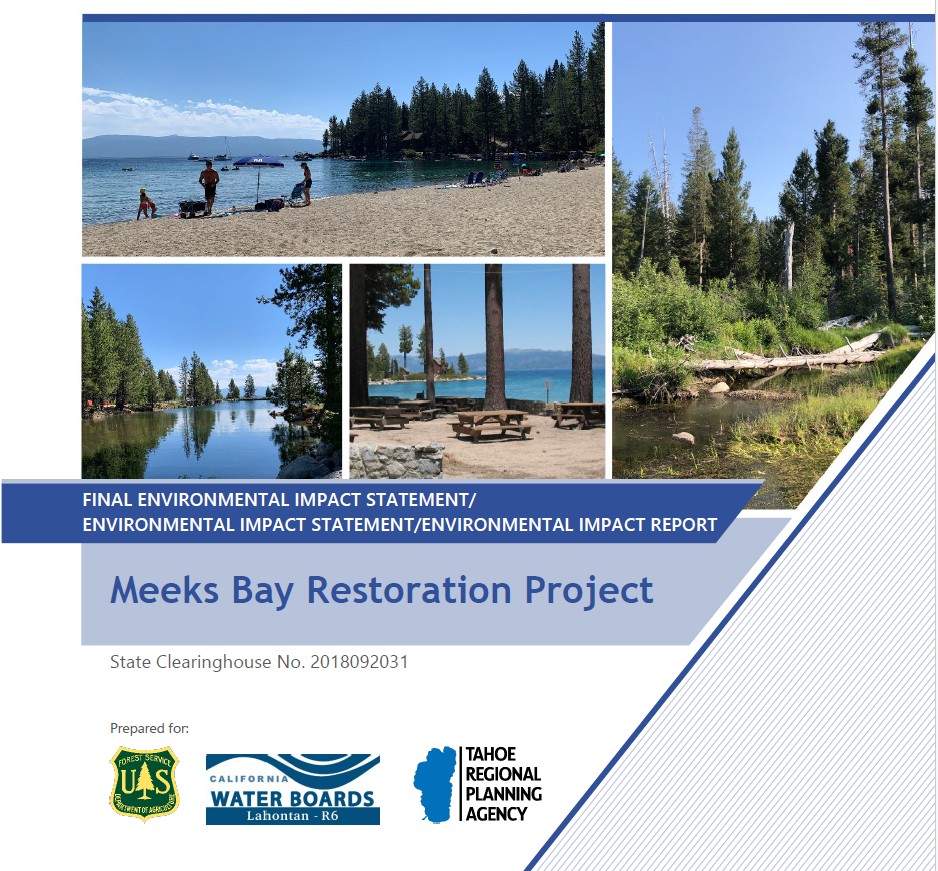 FINAL ENVIRONMENTAL IMPACT STATEMENT/
ENVIRONMENTAL IMPACT STATEMENT/ENVIRONMENTAL IMPACT REPORT
Meeks Bay Restoration Project
State Clearinghouse No. 2018092031
Prepared for:
FOREST SERVICE
U S
DEPARTMENT OF AGRICULTURE
CALIFORNIA
WATER BOARDS
Lahontan - R6
TAHOE
REGIONAL
PLANNING
AGENCY